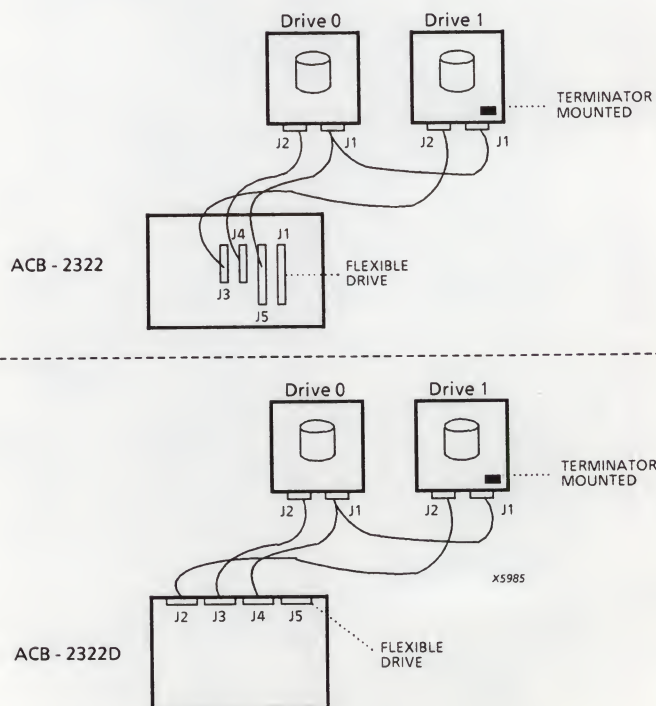 Drive 0
Drive 1
TERMINATOR
MOUNTED
J2
J1
J2
J1
ACB - 2322
J4
J1
J3
J5
FLEXIBLE
DRIVE
Drive 0
Drive 1
TERMINATOR
MOUNTED
J2
J1
J2
J1
X5985
J2
J3
J4
J5
ACB - 2322D
FLEXIBLE
DRIVE